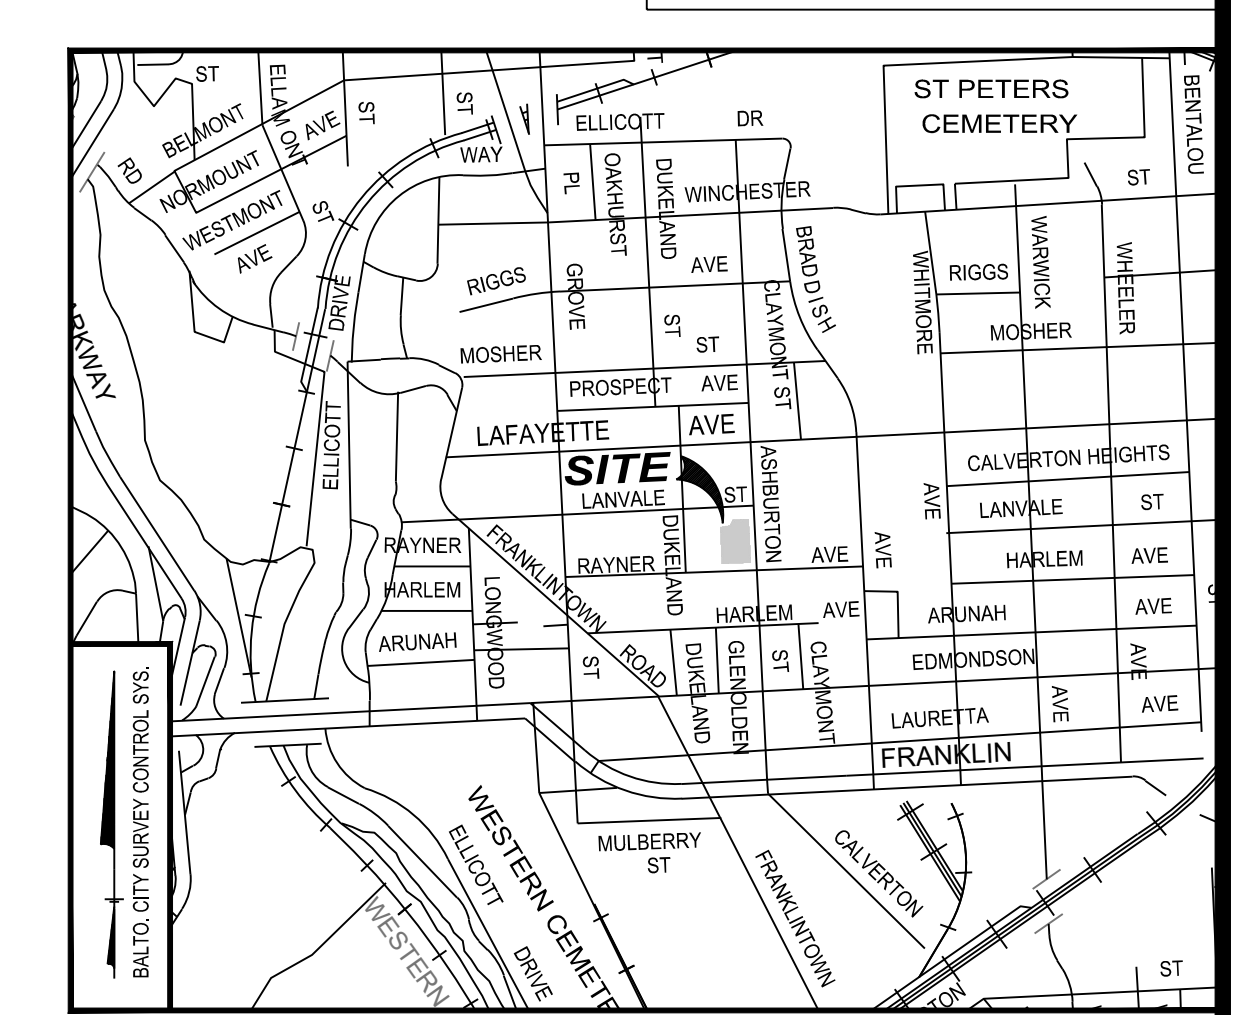 ST
ELLAMONT
ST
ST
BELMONT
AVE
RD
NORMOUNT
WESTMONT
ST
AVE
WAY
ELLICOTT
DR
ST PETERS
CEMETERY
BENTALOU
PL
OAKHURST
DUKELAND
WINCHESTER
ST
BRADDISH
WHITMORE
WARWICK
WHEELER
RIGGS
AVE
RIGGS
GROVE
CLAYMONT ST
DRIVE
ST
ST
MOSHER
MOSHER
PROSPECT
AVE
LAFAYETTE
AVE
ELLICOTT
SITE
LANVALE
ST
ASHBURTON
CALVERTON HEIGHTS
AVE
LANVALE
ST
RAYNER
FRANKLINTOWN
DUKELAND
RAYNER
AVE
AVE
HARLEM
AVE
HARLEM
LONGWOOD
HARLEM
AVE
ARUNAH
AVE
ARUNAH
ST
ROAD
DUKELAND
GLENOLDEN
ST
CLAYMONT
EDMONDSON
AVE
AVE
AVE
LAURETTA
FRANKLIN
MULBERRY
ST
CALVERTON
FRANKLINTOWN
WESTERN CEMETE
ELLICOTT
DRIVE
WESTERN
ST
TON
RKWAY
BALTO. CITY SURVEY CONTROL SYS.